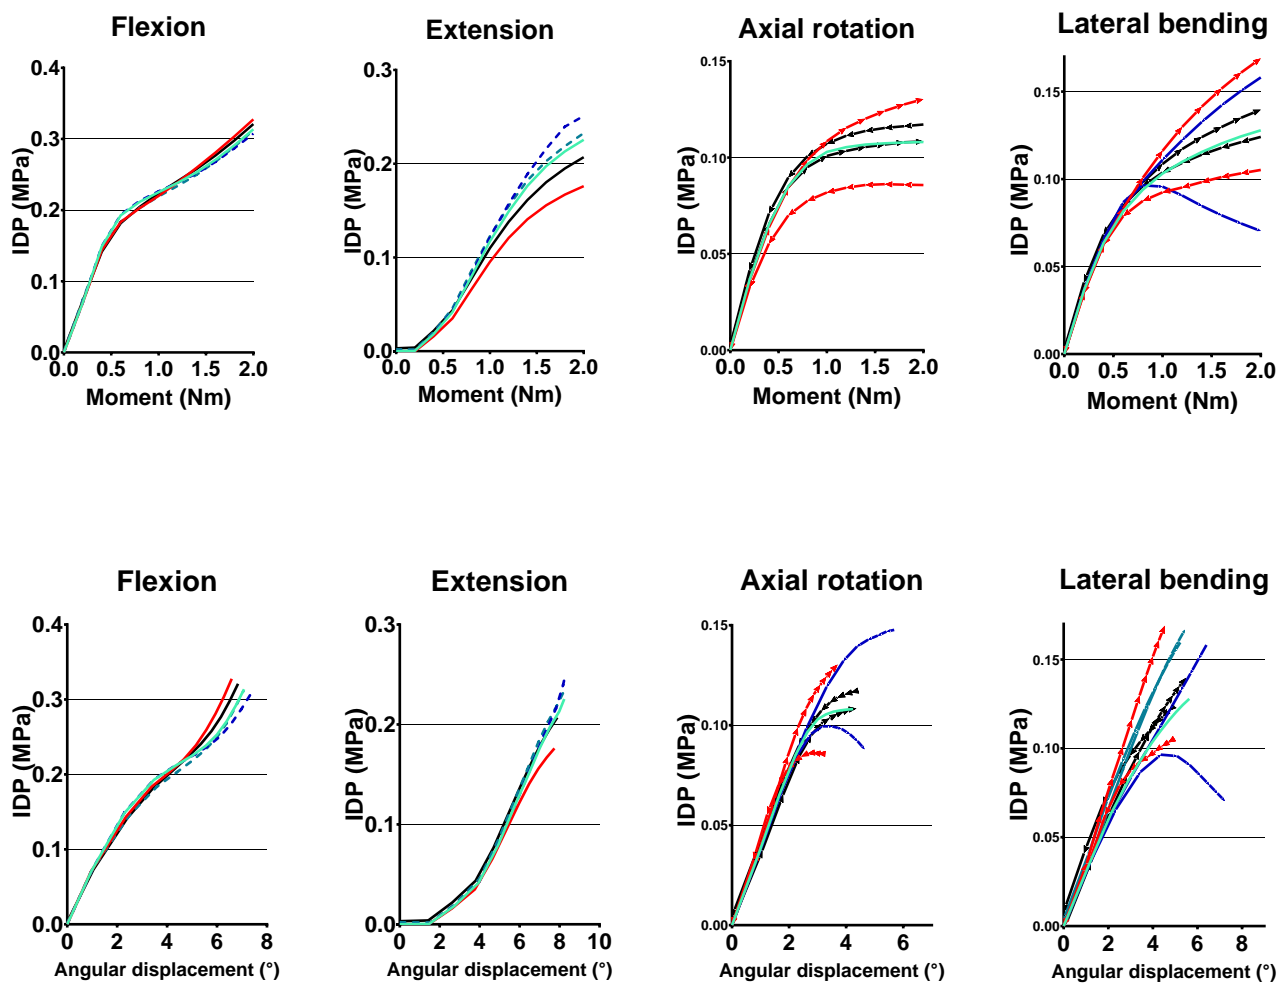 Flexion
Extension
Axial rotation
Lateral bending
IDP (MPa)
0.4
0.3
0.2
0.1
0.0
0.0 0.5 1.0 1.5 2.0
Moment (Nm)
IDP (MPa)
0.3
0.2
0.1
0.0
0.0 0.5 1.0 1.5 2.0
Moment (Nm)
IDP (MPa)
0.15
0.10
0.05
0.00
0.0 0.5 1.0 1.5 2.0
Moment (Nm)
IDP (MPa)
0.15
0.10
0.05
0.00
0.0 0.5 1.0 1.5 2.0
Moment (Nm)
Flexion
Extension
Axial rotation
Lateral bending
IDP (MPa)
0.4
0.3
0.2
0.1
0.0
0 2 4 6 8
Angular displacement (°)
IDP (MPa)
0.3
0.2
0.1
0.0
0 2 4 6 8 10
Angular displacement (°)
IDP (MPa)
0.15
0.10
0.05
0.00
0 2 4 6
Angular displacement (°)
IDP (MPa)
0.15
0.10
0.05
0.00
0 2 4 6 8
Angular displacement (°)